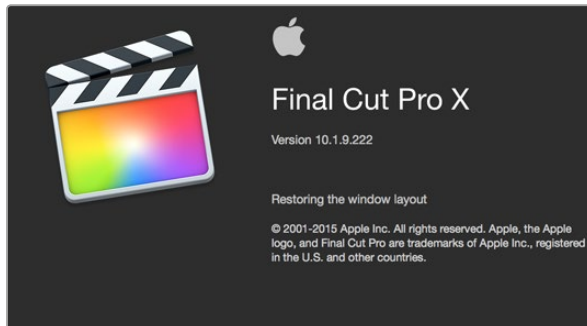 Final Cut Pro X
Version 10.1.9.222
Restoring the window layout
© 2001-2015 Apple Inc. All rights reserved. Apple, the Apple
logo, and Final Cut Pro are trademarks of Apple Inc., registered
in the U.S. and other countries.